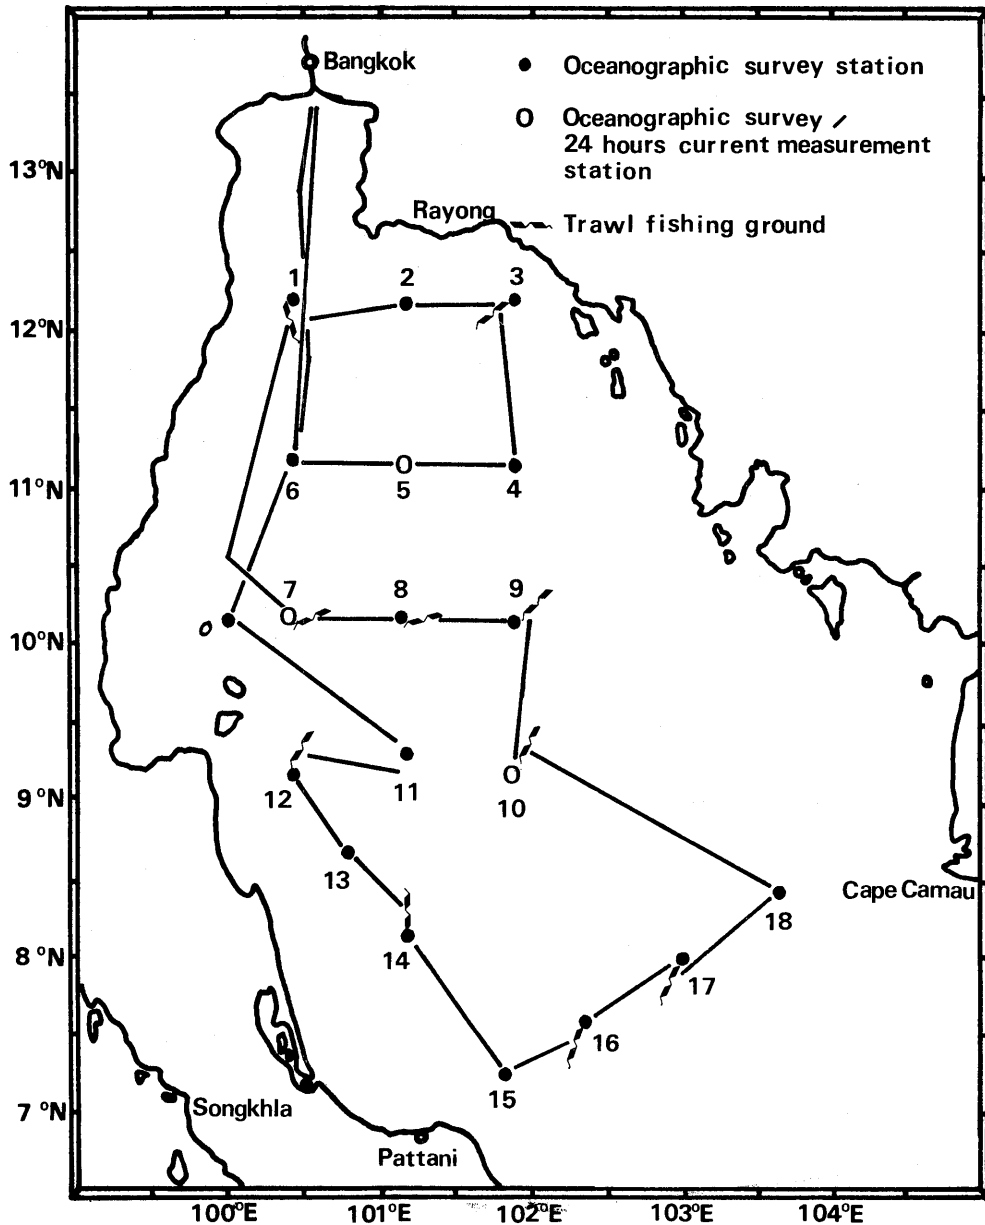 Bangkok
Oceanographic survey station
Oceanographic survey /
24 hours current measurement
station
13°N
Rayong
Trawl fishing ground
1
2
3
12°N
11°N
6
5
4
7
8
9
10°N
9°N
12
11
10
13
Cape Camau
18
8°N
14
17
16
15
7°N
Songkhla
Pattani
100°E
101°E
102°E
103°E
104°E